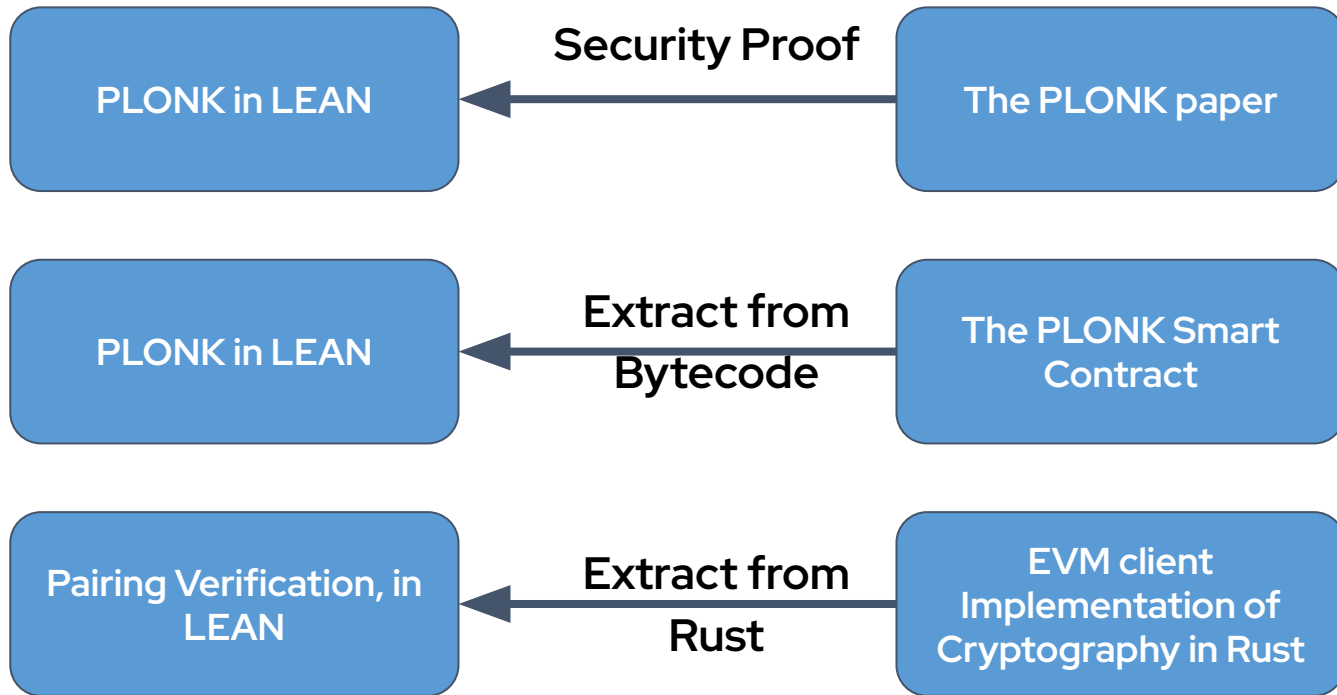 PLONK in LEAN
Security Proof
The PLONK paper
PLONK in LEAN
Extract from
Bytecode
The PLONK Smart
Contract
Pairing Verification, in
LEAN
Extract from
Rust
EVM client
Implementation of
Cryptography in Rust